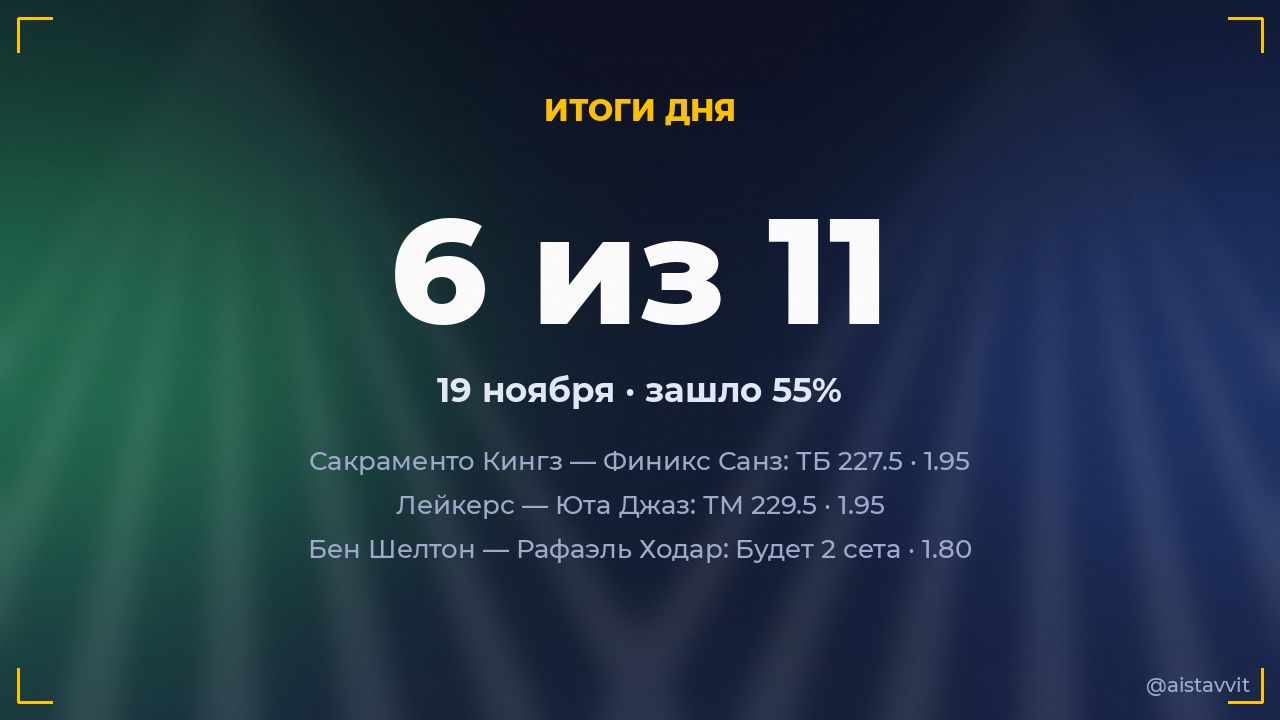 ИТОГИ ДНЯ
6 из 11
19 ноября · зашло 55%
Сакраменто Кингз — Финикс Санз: ТБ 227.5 · 1.95
Лейкерс — Юта Джаз: ТМ 229.5 · 1.95
Бен Шелтон — Рафаэль Ходар: Будет 2 сета · 1.80
@aistavvit